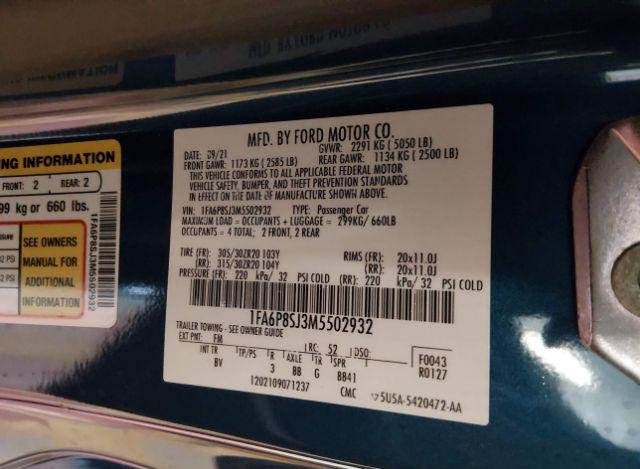 MFD. BY FORD MOTOR CO.
DATE: 09/21 GVWR: 2291 KG ( 5050 LB)
FRONT GAWR: 1173 KG ( 2585 LB) REAR GAWR: 1134 KG ( 2500 LB)
THIS VEHICLE CONFORMS TO ALL APPLICABLE FEDERAL MOTOR
VEHICLE SAFETY, BUMPER, AND THEFT PREVENTION STANDARDS
IN EFFECT ON THE DATE OF MANUFACTURE SHOWN ABOVE.
VIN: 1FA6P8SJ3M5502932 TYPE: Passenger Car
MAXIMUM LOAD = OCCUPANTS + LUGGAGE = 299KG/ 660LB
OCCUPANTS = 4 TOTAL; 2 FRONT, 2 REAR
TIRE (FR): 305/30ZR20 103Y RIMS (FR): 20x11.0J
(RR): 315/30ZR20 104Y (RR): 20x11.0J
PRESSURE (FR): 220 kPa/ 32 PSI COLD (RR): 220 kPa/ 32 PSI COLD
1FA6P8SJ3M5502932
TRAILER TOWING - SEE OWNER GUIDE
EXT PNT: FM RC: 52 DSO: F0043
INT TR TP/PS R AXLE TR SPR R0127
BV 3 BB G BB41
1202109071237 CMC 5USA-5420472-AA
NG INFORMATION
FRONT: 2 REAR: 2
99 kg or 660 lbs.
SEE OWNERS
MANUAL FOR
ADDITIONAL
INFORMATION
1FA6P8SJ3M5502932